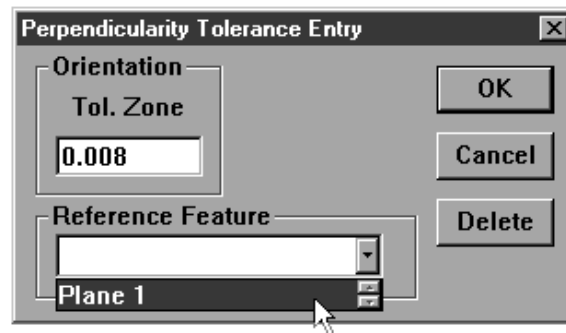 Perpendicularity Tolerance Entry
Orientation
Tol. Zone
0.008
OK
Cancel
Delete
Reference Feature
Plane 1